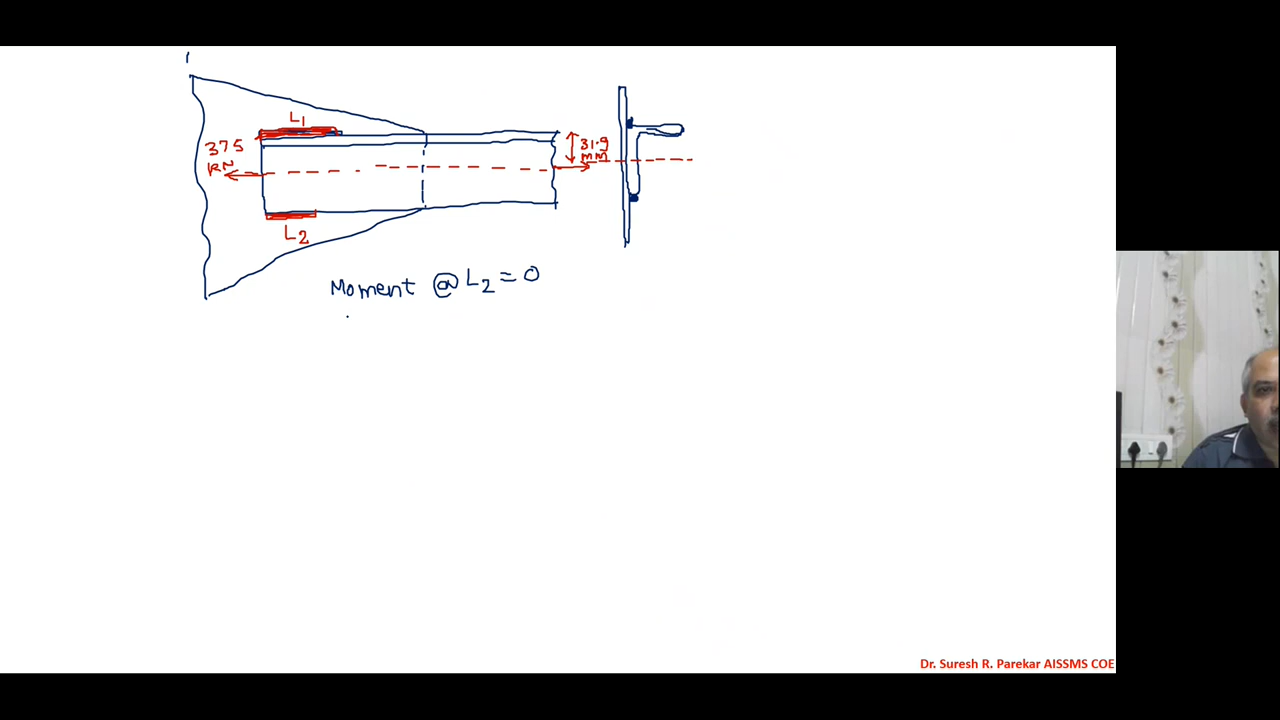 L1
375
KN
31.9
mm
L2
Moment @ L2 = 0
Dr. Suresh R. Parekar AISSMS COE